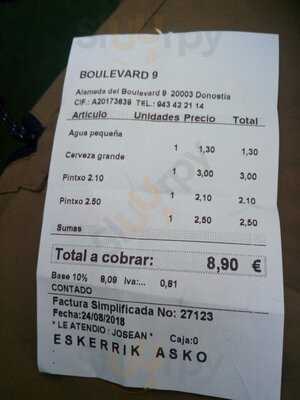 BOULEVARD 9
Alameda del Boulevard 9 20003 Donostia
CIF.: A20173639 TEL.: 943 42 21 14
Artículo Unidades Precio Total
Agua pequeña
1 1,30 1,30
Cerveza grande
1 3,00 3,00
Pintxo 2.10
1 2,10 2.10
Pintxo 2.50
1 2,50 2,50
Sumas
Total a cobrar: 8,90 €
Base 10% 8,09 Iva:... 0,81
CONTADO
Factura Simplificada No: 27123
Fecha:24/08/2018
* LE ATENDIO : JOSEAN * Caja:0
ESKERRIK ASKO